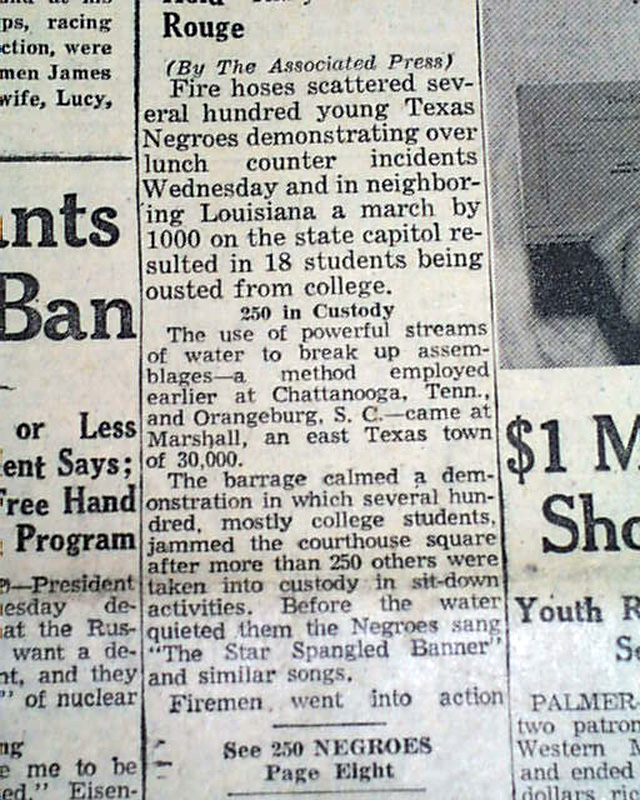 ps, racing
ction, were
men James
wife, Lucy,
nts
Ban
or Less
ent Says;
Free Hand
Program
—President
esday de-
at the Rus-
want a de-
nt, and they
" of nuclear
ng
e me to be
ed." Eisen-
Rouge
(By The Associated Press)
Fire hoses scattered sev-
eral hundred young Texas
Negroes demonstrating over
lunch counter incidents
Wednesday and in neighbor-
ing Louisiana a march by
1000 on the state capitol re-
sulted in 18 students being
ousted from college.
250 in Custody
The use of powerful streams
of water to break up assem-
blages—a method employed
earlier at Chattanooga, Tenn.,
and Orangeburg, S. C.—came at
Marshall, an east Texas town
of 30,000.
The barrage calmed a dem-
onstration in which several hun-
dred, mostly college students,
jammed the courthouse square
after more than 250 others were
taken into custody in sit-down
activities. Before the water
quieted them the Negroes sang
"The Star Spangled Banner"
and similar songs.
Firemen went into action
See 250 NEGROES
Page Eight
$1 M
Sho
Youth R
Se
PALMER-
two patron
Western M
and ended
dollars ric